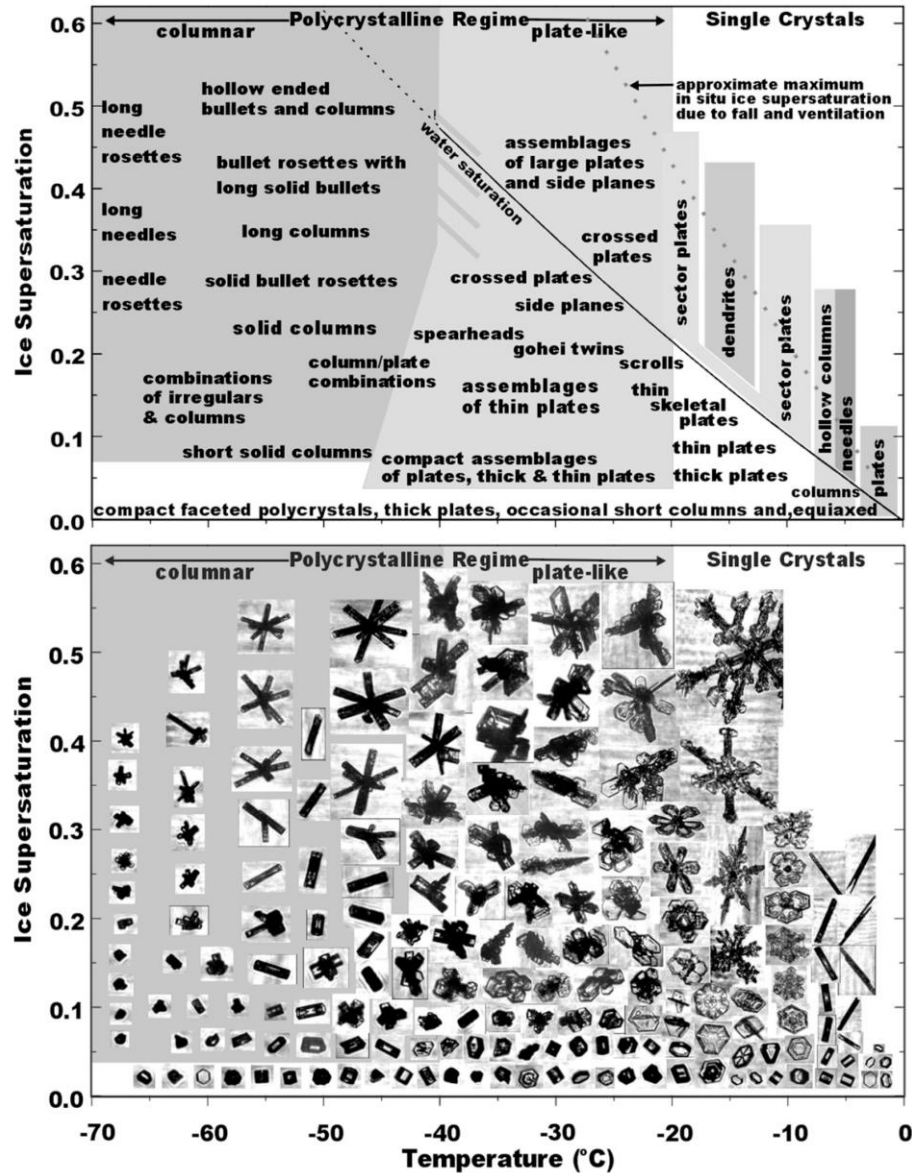 Polycrystalline Regime
Single Crystals
columnar
plate-like
Ice Supersaturation
0.6
0.5
0.4
0.3
0.2
0.1
0.0
hollow ended
bullets and columns
long
needle
rosettes
bullet rosettes with
long solid bullets
long
needles
long columns
needle
rosettes
solid bullet rosettes
solid columns
column/plate
combinations
combinations
of irregulars
& columns
short solid columns
water saturation
assemblages
of large plates
and side planes
crossed
plates
crossed plates
side planes
spearheads
gohei twins
scrolls
assemblages
of thin plates
thin
skeletal
plates
compact assemblages
of plates, thick & thin plates
thin plates
thick plates
approximate maximum
in situ ice supersaturation
due to fall and ventilation
sector plates
dendrites
sector plates
hollow columns
needles
plates
columns
compact faceted polycrystals, thick plates, occasional short columns and,equiaxed
Polycrystalline Regime
Single Crystals
columnar
plate-like
Ice Supersaturation
0.6
0.5
0.4
0.3
0.2
0.1
0.0
-70 -60 -50 -40 -30 -20 -10 0
Temperature (°C)